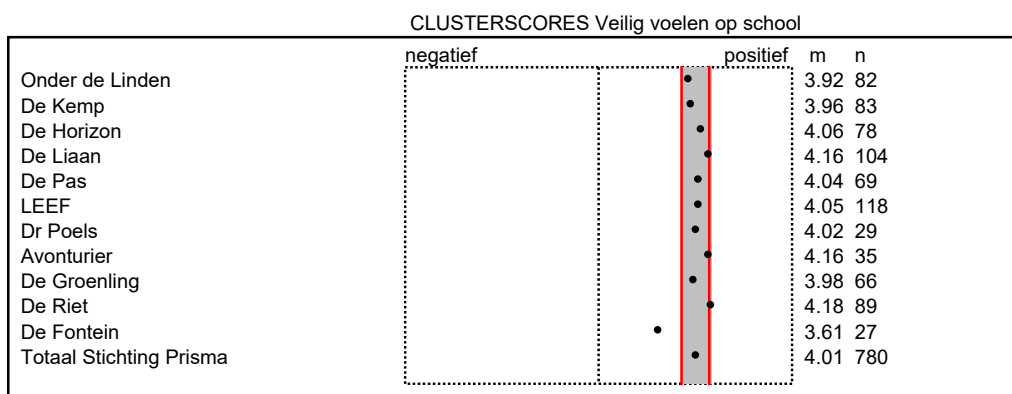 CLUSTERSCORES Veilig voelen op school
negatief positief m n
Onder de Linden 3.92 82
De Kemp 3.96 83
De Horizon 4.06 78
De Liaan 4.16 104
De Pas 4.04 69
LEEF 4.05 118
Dr Poels 4.02 29
Avonturier 4.16 35
De Groenling 3.98 66
De Riet 4.18 89
De Fontein 3.61 27
Totaal Stichting Prisma 4.01 780